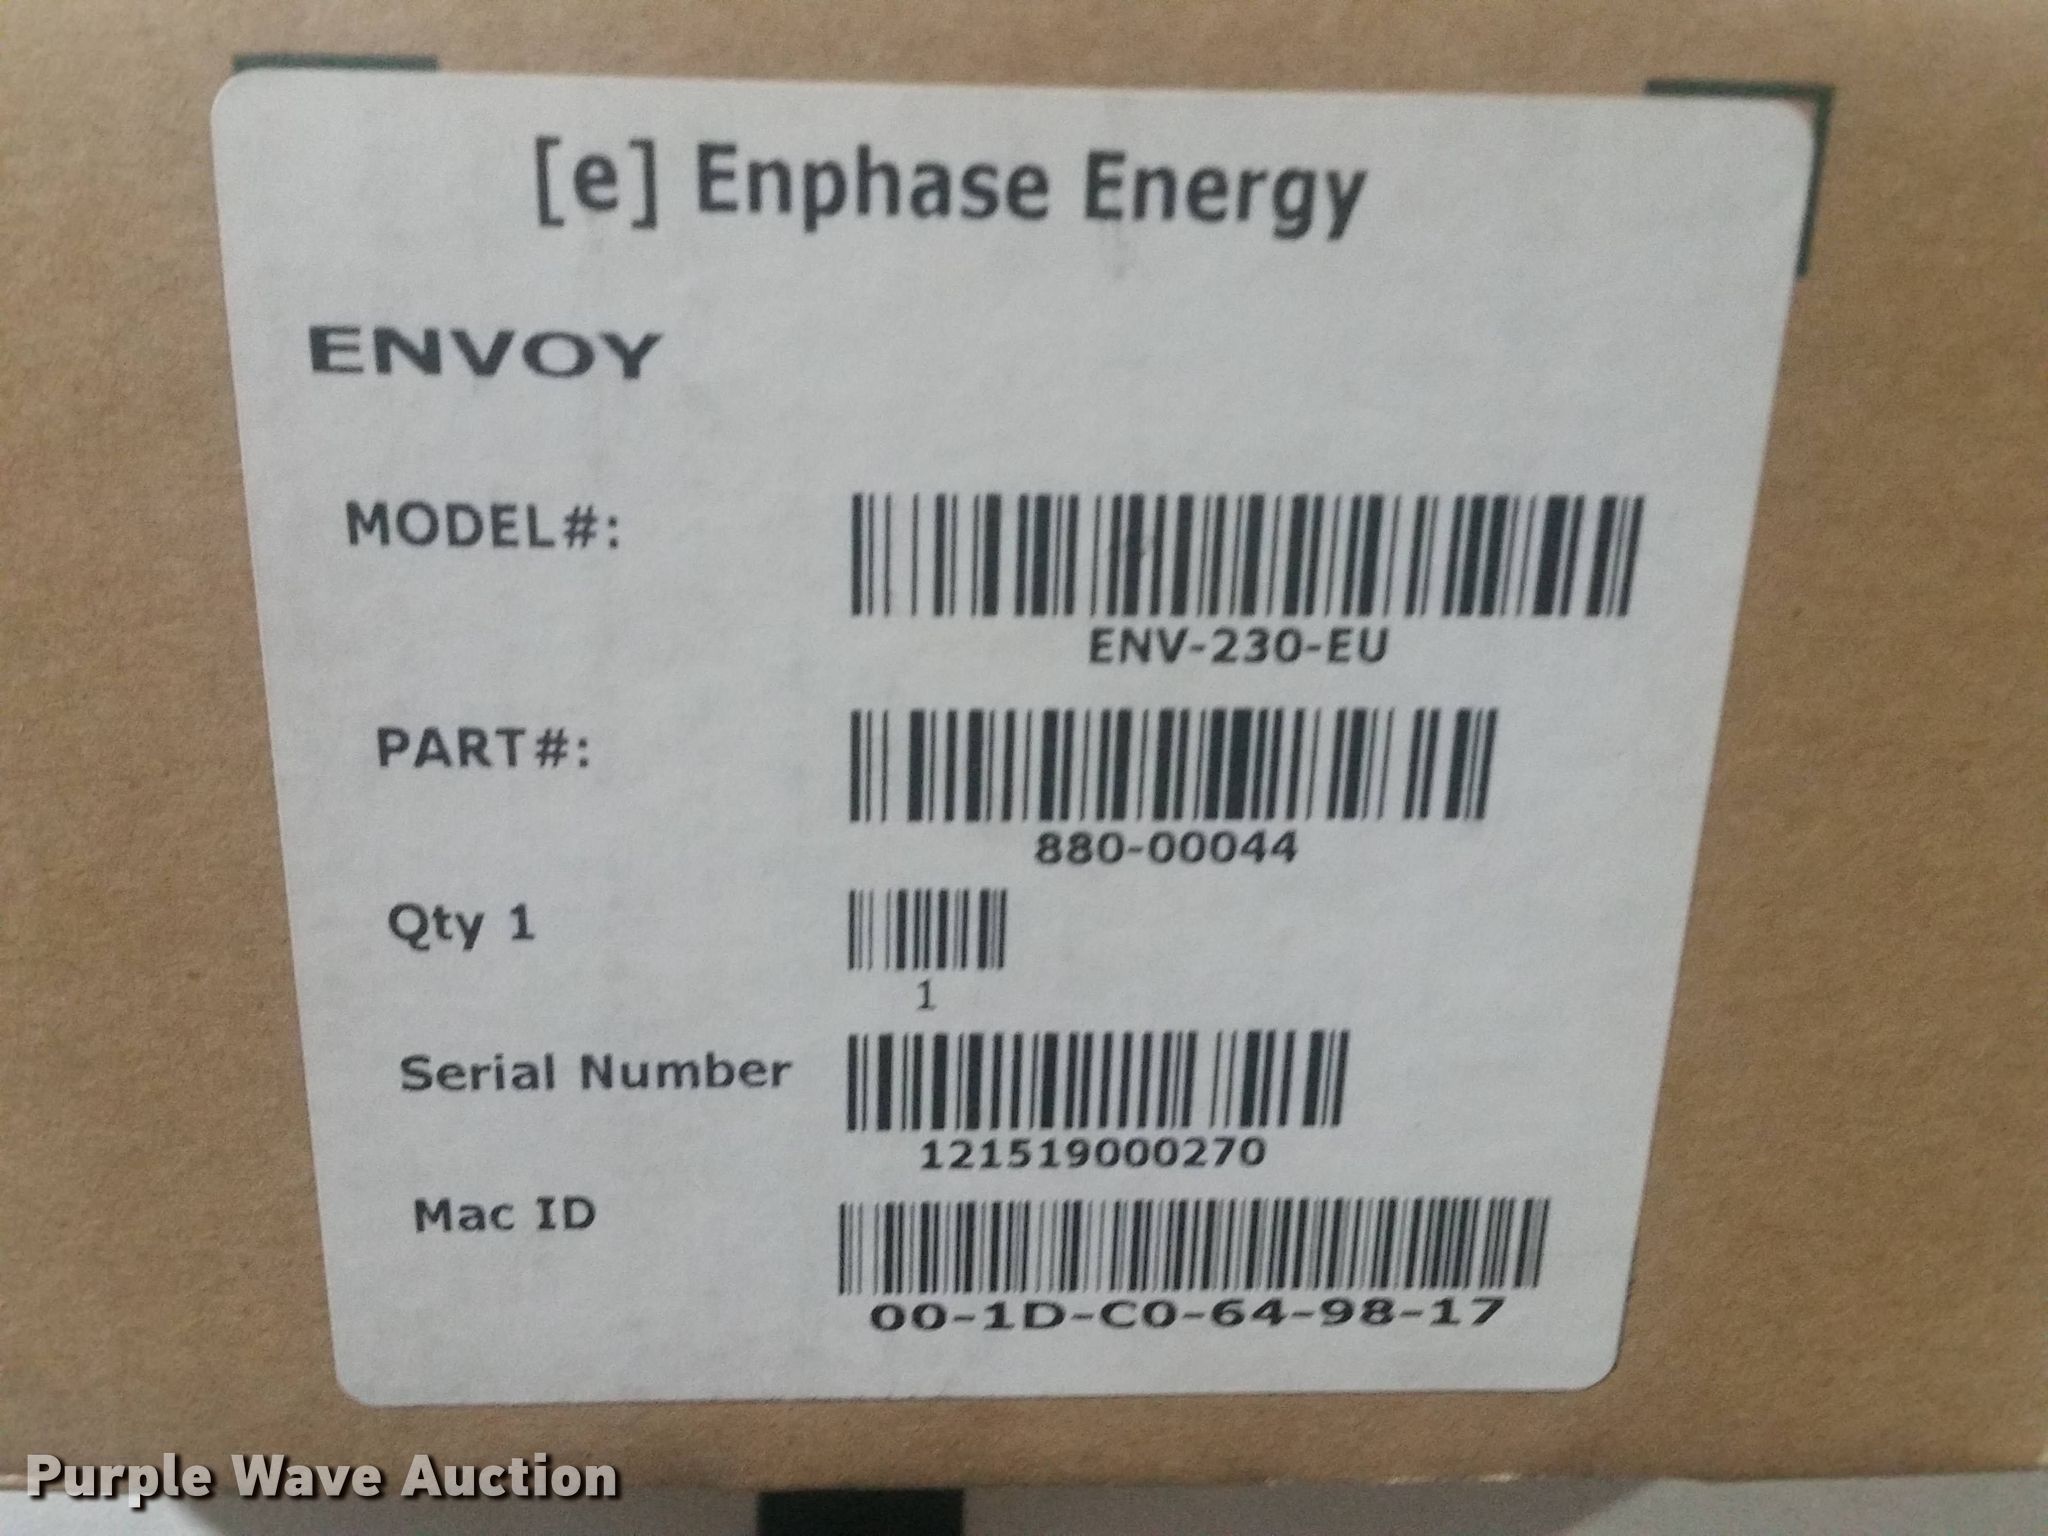 [e] Enphase Energy
ENVOY
MODEL#:
ENV-230-EU
PART#:
880-00044
Qty 1
1
Serial Number
121519000270
Mac ID
00-1D-C0-64-98-17
Purple Wave Auction